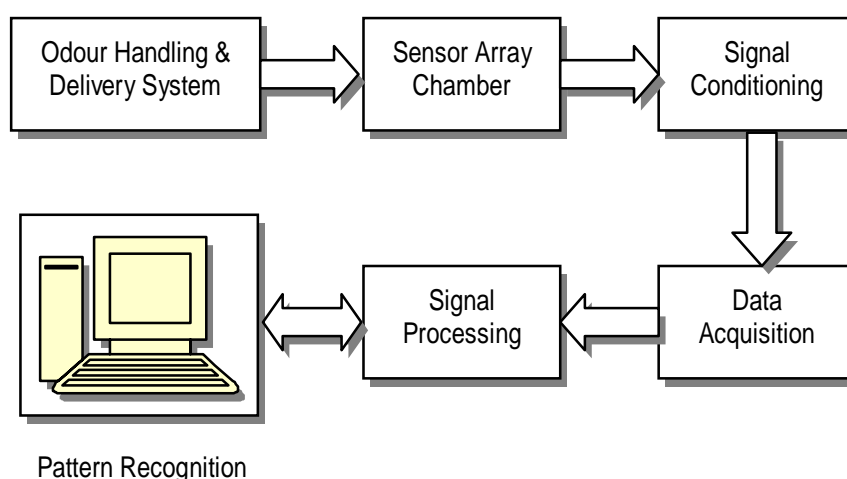 Odour Handling &
Delivery System
Sensor Array
Chamber
Signal
Conditioning
Data
Acquisition
Signal
Processing
Pattern Recognition